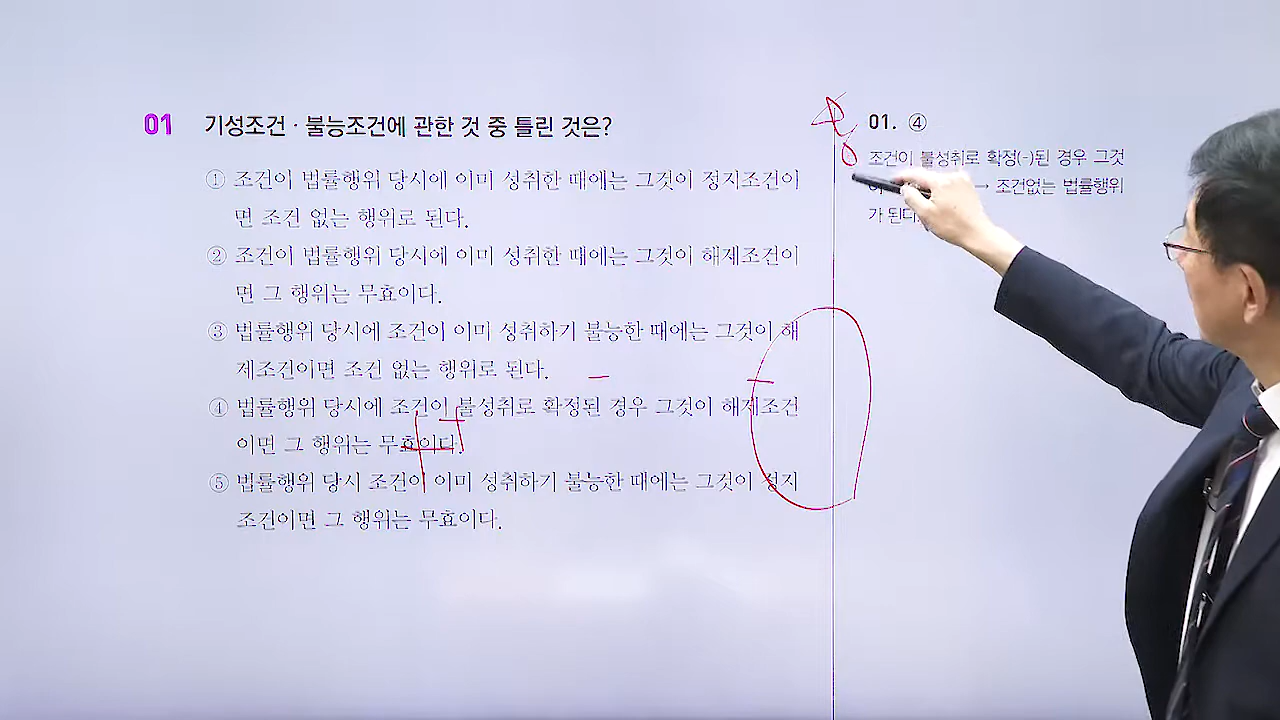 01 기성조건 · 불능조건에 관한 것 중 틀린 것은?
① 조건이 법률행위 당시에 이미 성취한 때에는 그것이 정지조건이
면 조건 없는 행위로 된다.
② 조건이 법률행위 당시에 이미 성취한 때에는 그것이 해제조건이
면 그 행위는 무효이다.
③ 법률행위 당시에 조건이 이미 성취하기 불능한 때에는 그것이 해
제조건이면 조건 없는 행위로 된다.
④ 법률행위 당시에 조건이 불성취로 확정된 경우 그것이 해제조건
이면 그 행위는 무효이다.
⑤ 법률행위 당시 조건이 이미 성취하기 불능한 때에는 그것이 정지
조건이면 그 행위는 무효이다.
01. ④
조건이 불성취로 확정(-)된 경우 그것
→ 조건없는 법률행위
가 된다.